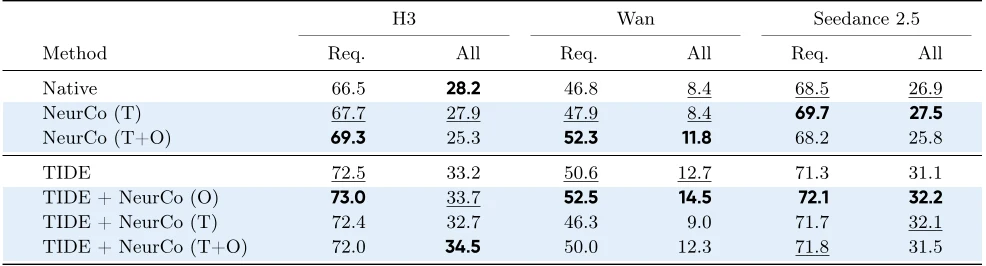 H3 Wan Seedance 2.5
Method Req. All Req. All Req. All
Native 66.5 28.2 46.8 8.4 68.5 26.9
NeurCo (T) 67.7 27.9 47.9 8.4 69.7 27.5
NeurCo (T+O) 69.3 25.3 52.3 11.8 68.2 25.8
TIDE 72.5 33.2 50.6 12.7 71.3 31.1
TIDE + NeurCo (O) 73.0 33.7 52.5 14.5 72.1 32.2
TIDE + NeurCo (T) 72.4 32.7 46.3 9.0 71.7 32.1
TIDE + NeurCo (T+O) 72.0 34.5 50.0 12.3 71.8 31.5